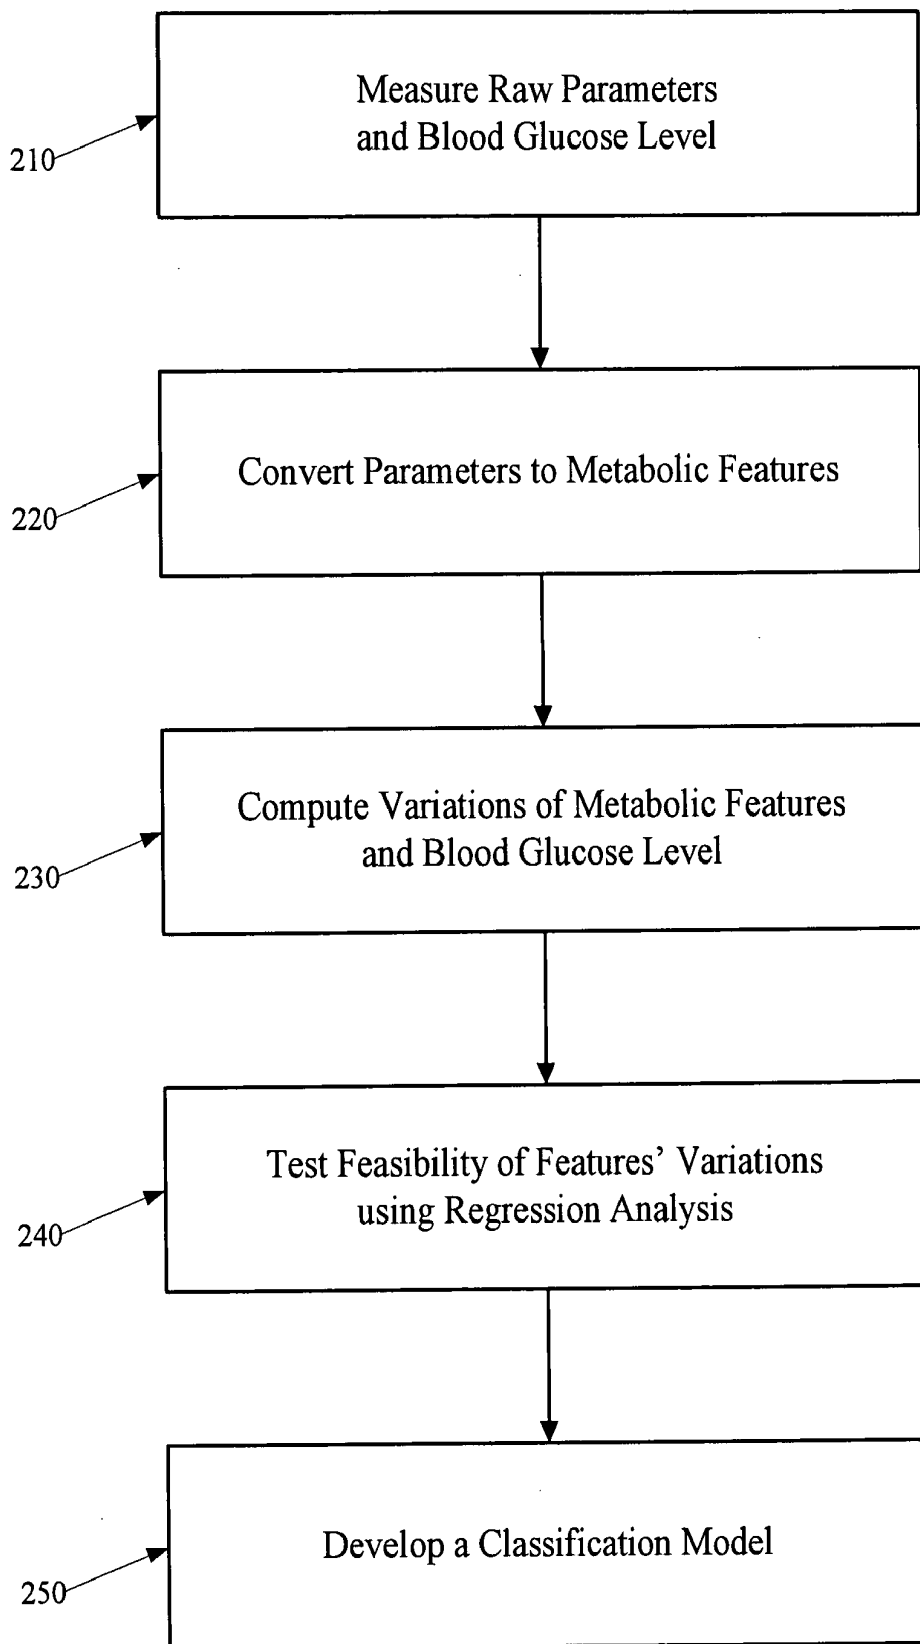 Measure Raw Parameters
and Blood Glucose Level
210
Convert Parameters to Metabolic Features
220
Compute Variations of Metabolic Features
and Blood Glucose Level
230
Test Feasibility of Features’ Variations
using Regression Analysis
240
Develop a Classification Model
250